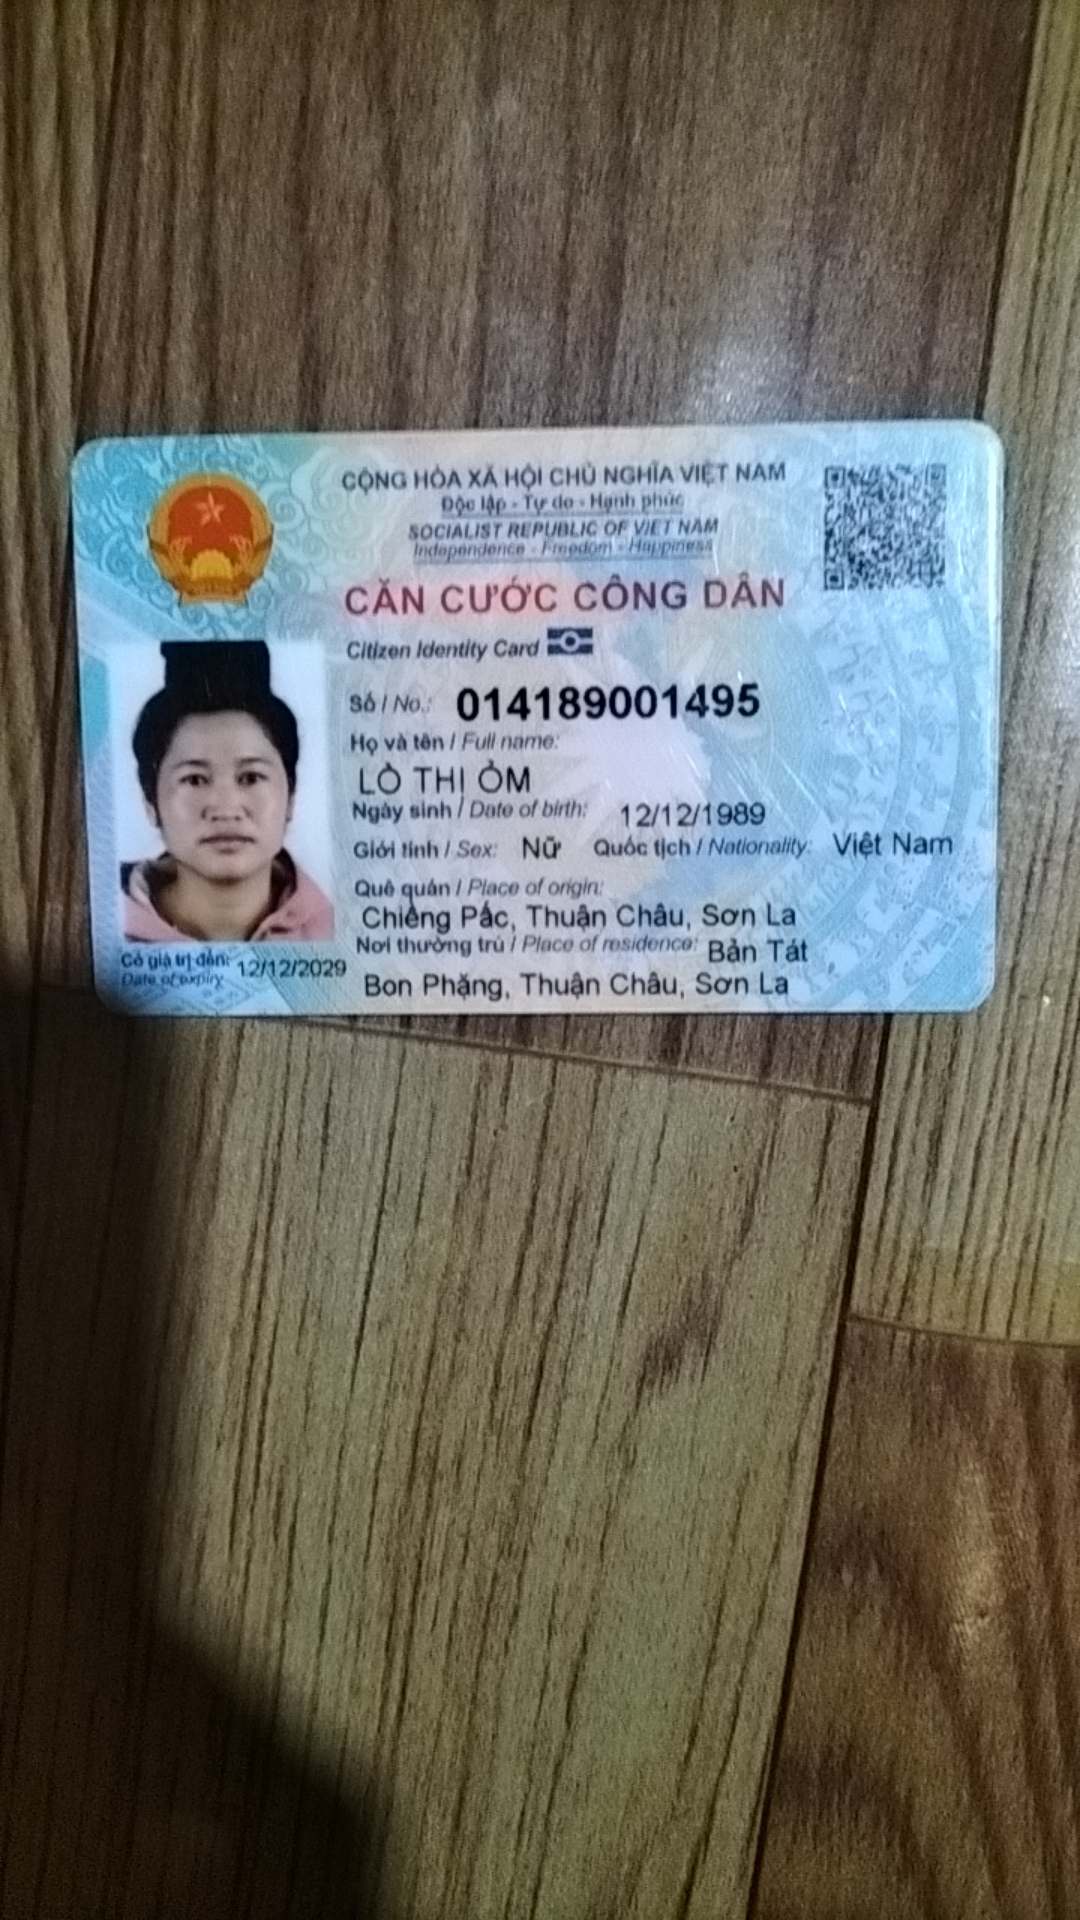 CỘNG HÒA XÃ HỘI CHỦ NGHĨA VIỆT NAM
Độc lập - Tự do - Hạnh phúc
SOCIALIST REPUBLIC OF VIET NAM
Independence - Freedom - Happiness
CĂN CƯỚC CÔNG DÂN
Citizen Identity Card
Số / No.: 014189001495
Họ và tên / Full name:
LÒ THỊ ỎM
Ngày sinh / Date of birth: 12/12/1989
Giới tính / Sex: Nữ Quốc tịch / Nationality: Việt Nam
Quê quán / Place of origin:
Chiềng Pấc, Thuận Châu, Sơn La
Nơi thường trú / Place of residence: Bản Tát
Bon Phặng, Thuận Châu, Sơn La
Có giá trị đến: 12/12/2029
Date of expiry